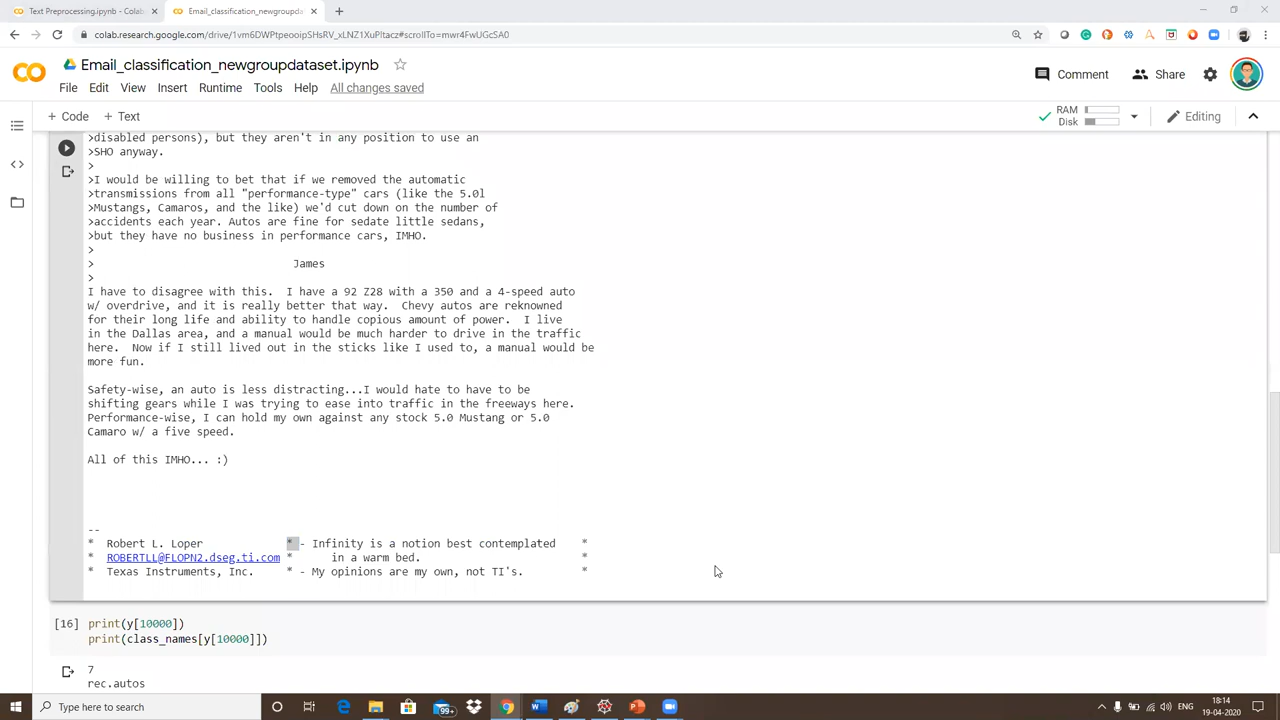 Text Preprocessing.ipynb - Colab
Email_classification_newgroupda
colab.research.google.com/drive/1vm6DWPtpeooipSHsRV_xLNZ1XuPltacz#scrollTo=mwr4FwUGcSA0
Email_classification_newgroupdataset.ipynb
Comment
Share
File Edit View Insert Runtime Tools Help All changes saved
+ Code + Text
RAM
Disk
Editing
>disabled persons), but they aren't in any position to use an
>SHO anyway.
>
>I would be willing to bet that if we removed the automatic
>transmissions from all "performance-type" cars (like the 5.0l
>Mustangs, Camaros, and the like) we'd cut down on the number of
>accidents each year. Autos are fine for sedate little sedans,
>but they have no business in performance cars, IMHO.
>
> James
>
I have to disagree with this. I have a 92 Z28 with a 350 and a 4-speed auto
w/ overdrive, and it is really better that way. Chevy autos are reknowned
for their long life and ability to handle copious amount of power. I live
in the Dallas area, and a manual would be much harder to drive in the traffic
here. Now if I still lived out in the sticks like I used to, a manual would be
more fun.
Safety-wise, an auto is less distracting...I would hate to have to be
shifting gears while I was trying to ease into traffic in the freeways here.
Performance-wise, I can hold my own against any stock 5.0 Mustang or 5.0
Camaro w/ a five speed.
All of this IMHO... :)
--
* Robert L. Loper * - Infinity is a notion best contemplated *
* ROBERTLL@FLOPN2.dseg.ti.com * in a warm bed. *
* Texas Instruments, Inc. * - My opinions are my own, not TI's. *
[16] print(y[10000])
print(class_names[y[10000]])
7
rec.autos
Type here to search
99+
ENG
18:14
19-04-2020